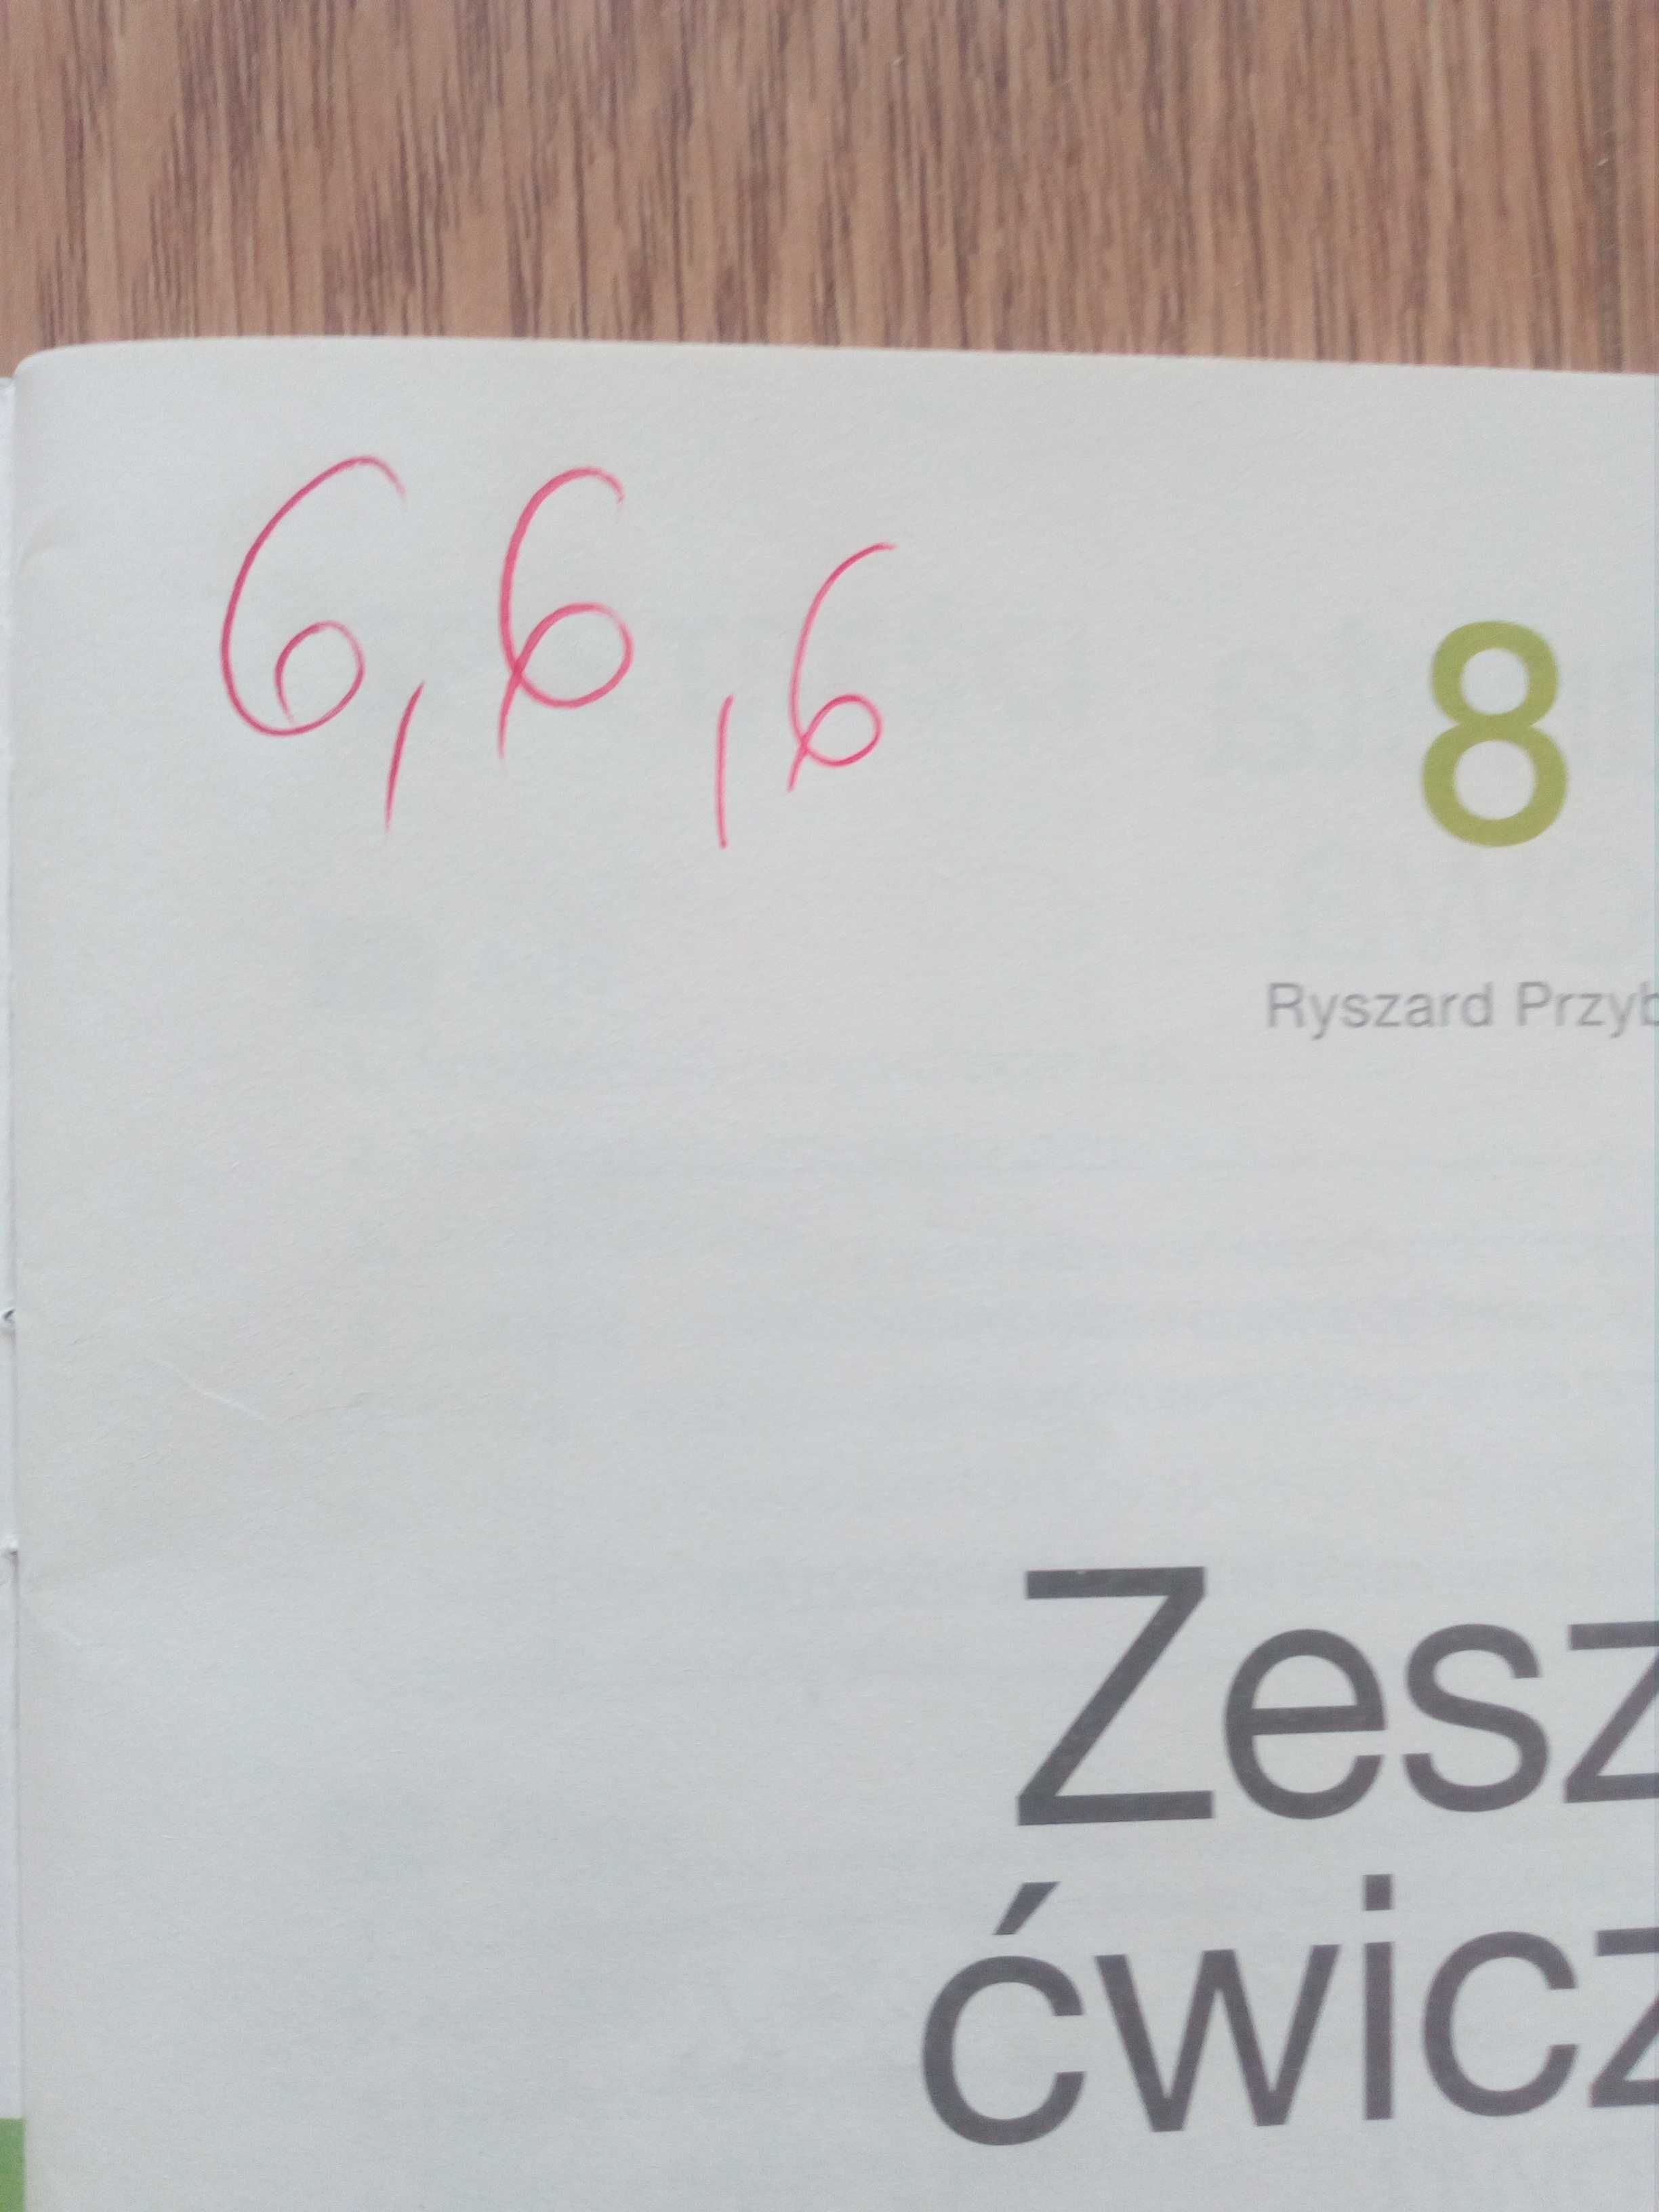 6, 6, 6
8
Ryszard Przyb
Zesz
ćwicz